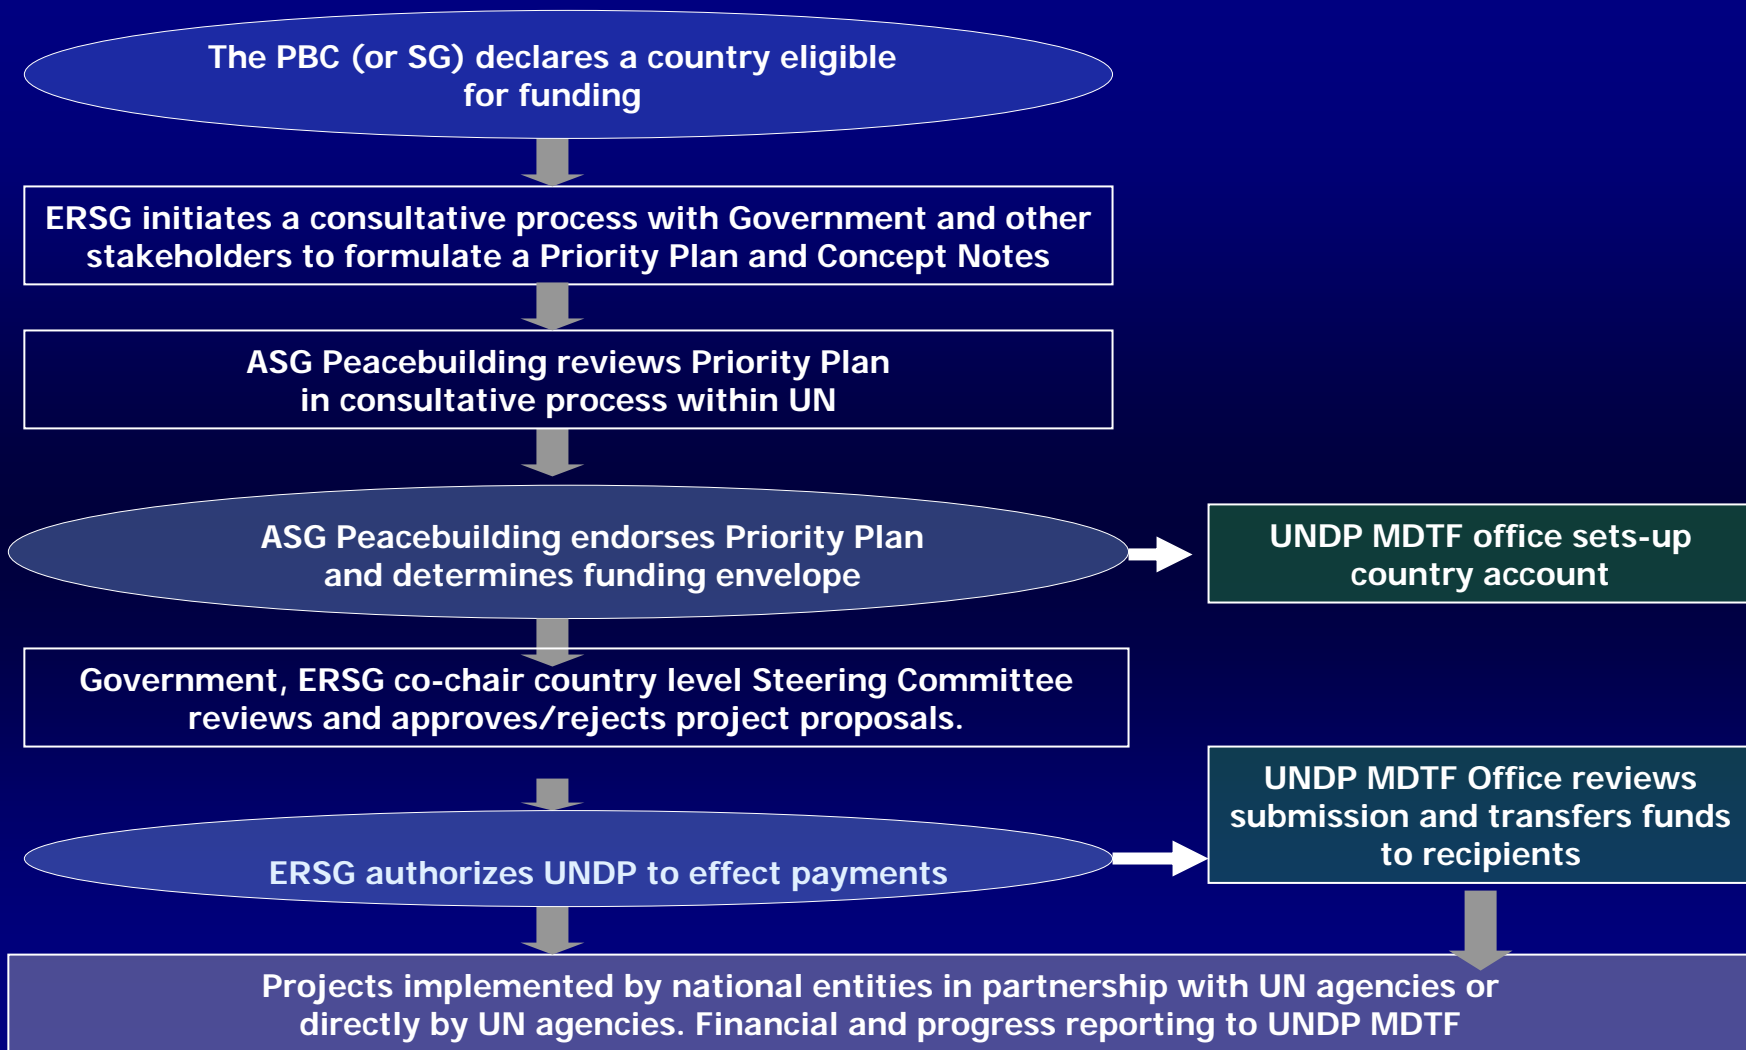 The PBC (or SG) declares a country eligible
for funding
ERSG initiates a consultative process with Government and other
stakeholders to formulate a Priority Plan and Concept Notes
ASG Peacebuilding reviews Priority Plan
in consultative process within UN
ASG Peacebuilding endorses Priority Plan
and determines funding envelope
UNDP MDTF office sets-up
country account
Government, ERSG co-chair country level Steering Committee
reviews and approves/rejects project proposals.
UNDP MDTF Office reviews
submission and transfers funds
to recipients
ERSG authorizes UNDP to effect payments
Projects implemented by national entities in partnership with UN agencies or
directly by UN agencies. Financial and progress reporting to UNDP MDTF